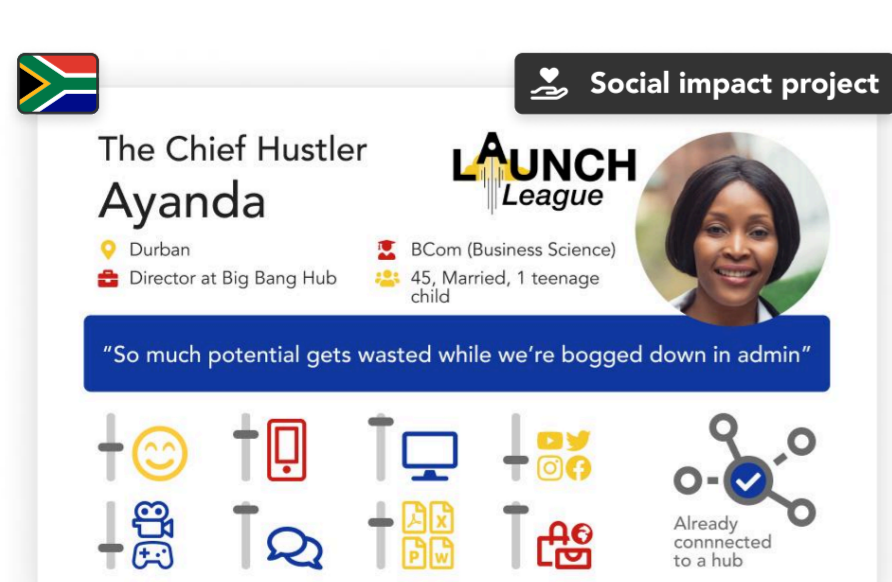 Social impact project
The Chief Hustler
Ayanda
LAUNCH
League
Durban
BCom (Business Science)
Director at Big Bang Hub
45, Married, 1 teenage
child
“So much potential gets wasted while we’re bogged down in admin”
X
P W
Already
connnected
to a hub